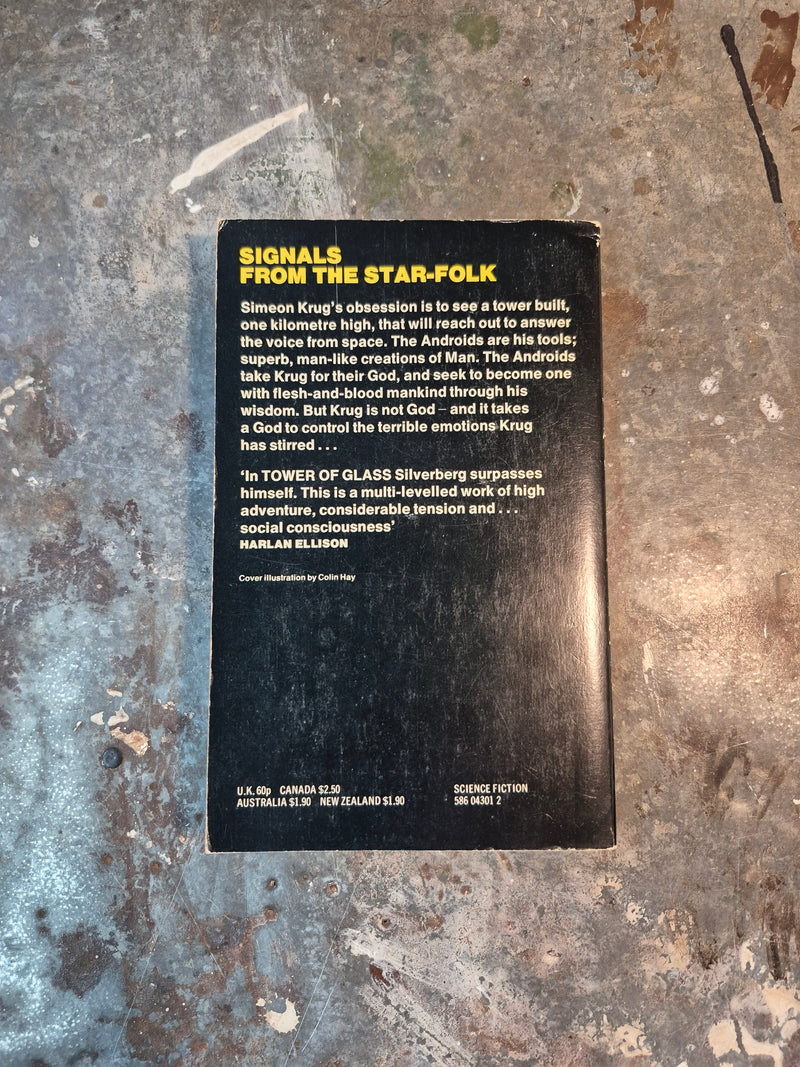 SIGNALS
FROM THE STAR-FOLK
Simeon Krug's obsession is to see a tower built,
one kilometre high, that will reach out to answer
the voice from space. The Androids are his tools;
superb, man-like creations of Man. The Androids
take Krug for their God, and seek to become one
with flesh-and-blood mankind through his
wisdom. But Krug is not God – and it takes
a God to control the terrible emotions Krug
has stirred . . .
'In TOWER OF GLASS Silverberg surpasses
himself. This is a multi-levelled work of high
adventure, considerable tension and . . .
social consciousness'
HARLAN ELLISON
Cover illustration by Colin Hay
U.K. 60p CANADA $2.50
AUSTRALIA $1.90 NEW ZEALAND $1.90
SCIENCE FICTION
586 04301 2